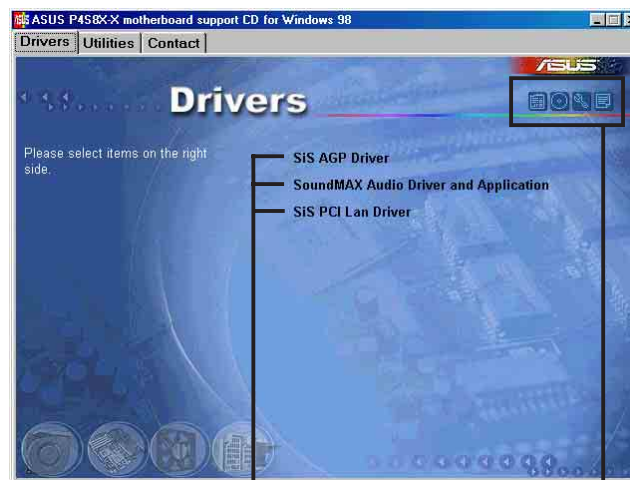 ASUS P4S8X-X motherboard support CD for Windows 98
Drivers Utilities Contact
ASUS
Drivers
Please select items on the right
side.
SiS AGP Driver
SoundMAX Audio Driver and Application
SiS PCI Lan Driver